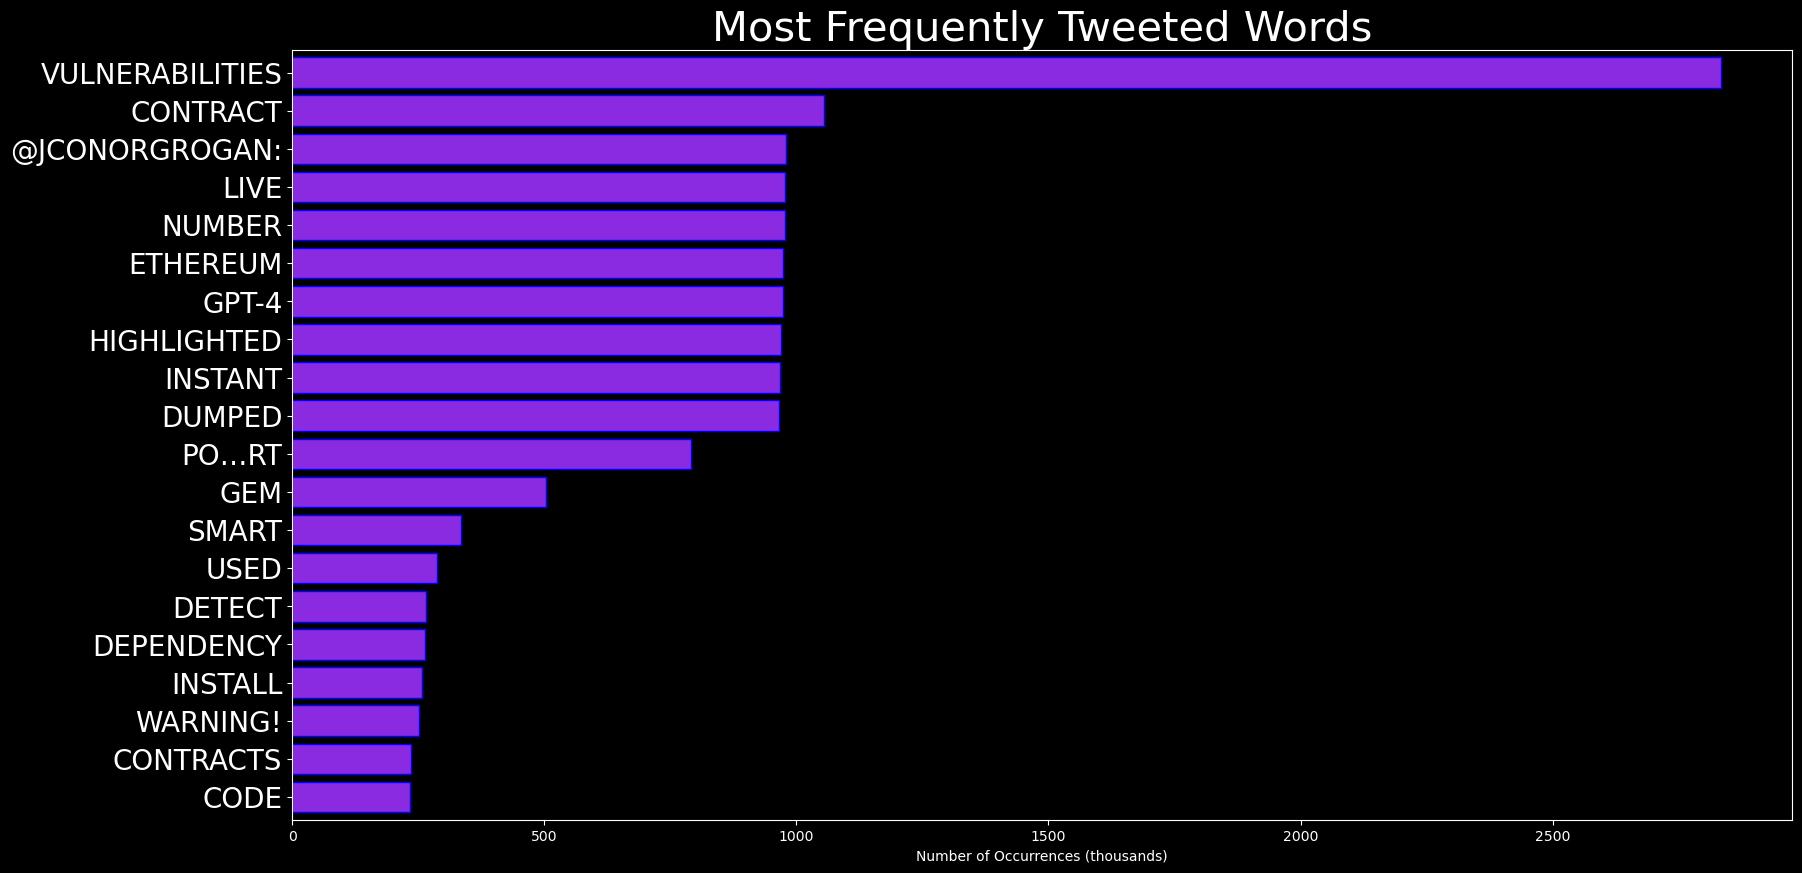 Most Frequently Tweeted Words
VULNERABILITIES
CONTRACT
@JCONORGROGAN:
LIVE
NUMBER
ETHEREUM
GPT-4
HIGHLIGHTED
INSTANT
DUMPED
PO…RT
GEM
SMART
USED
DETECT
DEPENDENCY
INSTALL
WARNING!
CONTRACTS
CODE
0 500 1000 1500 2000 2500
Number of Occurrences (thousands)